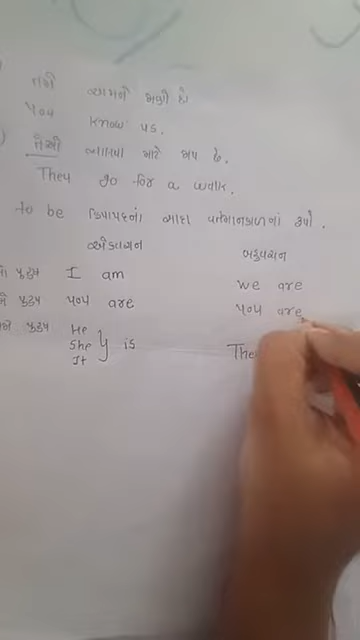 તમે અમને જાણો છો
you know us.
તેઓ ચાલવા માટે જાય છે.
They go for a walk.
to be ક્રિયાપદનાં સાદા વર્તમાનકાળનાં રૂપો.
એકવચન બહુવચન
પુરુષ I am we are
પુરુષ you are you are
પુરુષ He
She } is The
It